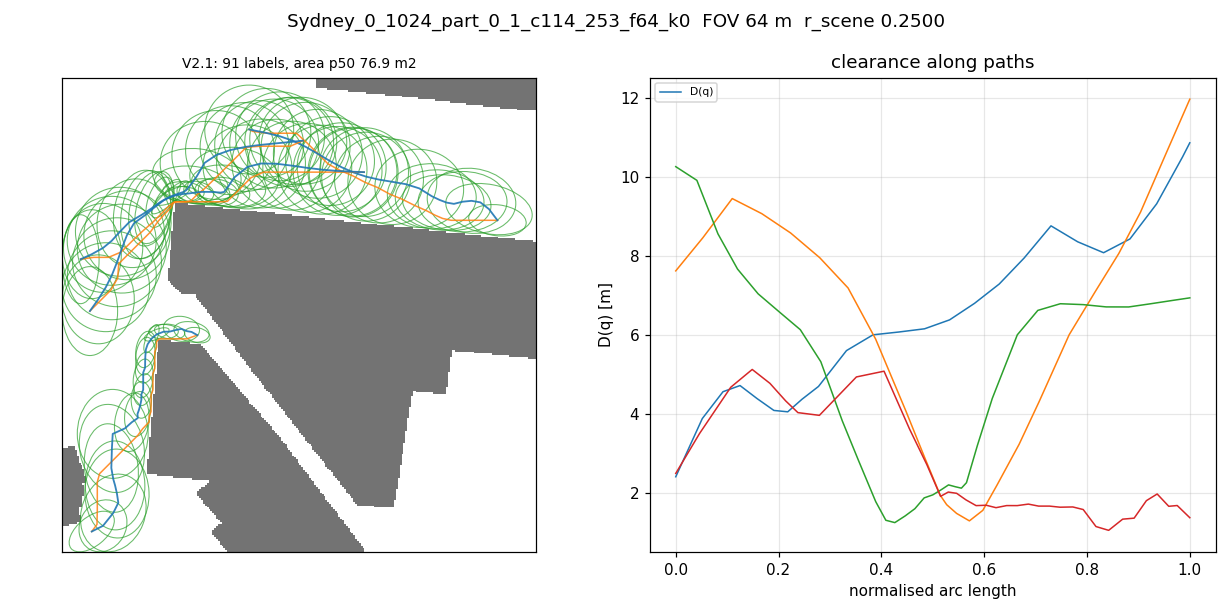 Sydney_0_1024_part_0_1_c114_253_f64_k0  FOV 64 m  r_scene 0.2500
V2.1: 91 labels, area p50 76.9 m2
clearance along paths
D(q)
12
10
8
6
4
2
D(q) [m]
0.0 0.2 0.4 0.6 0.8 1.0
normalised arc length